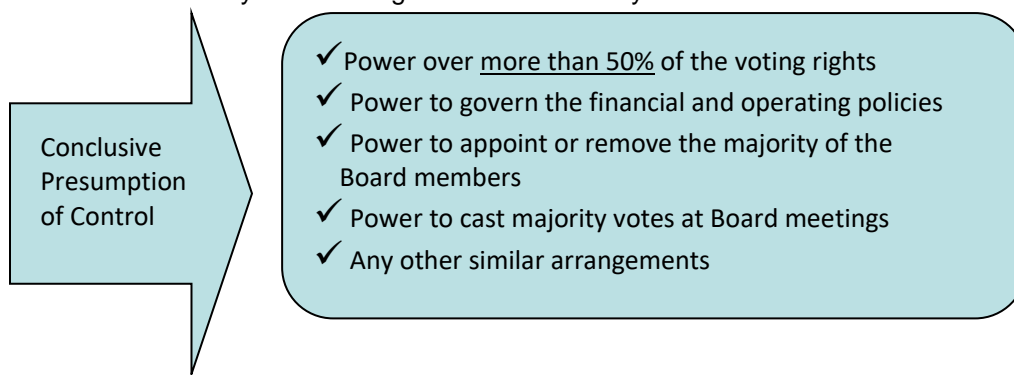 Conclusive
Presumption
of Control
✓Power over more than 50% of the voting rights
✓ Power to govern the financial and operating policies
✓ Power to appoint or remove the majority of the
Board members
✓ Power to cast majority votes at Board meetings
✓ Any other similar arrangements